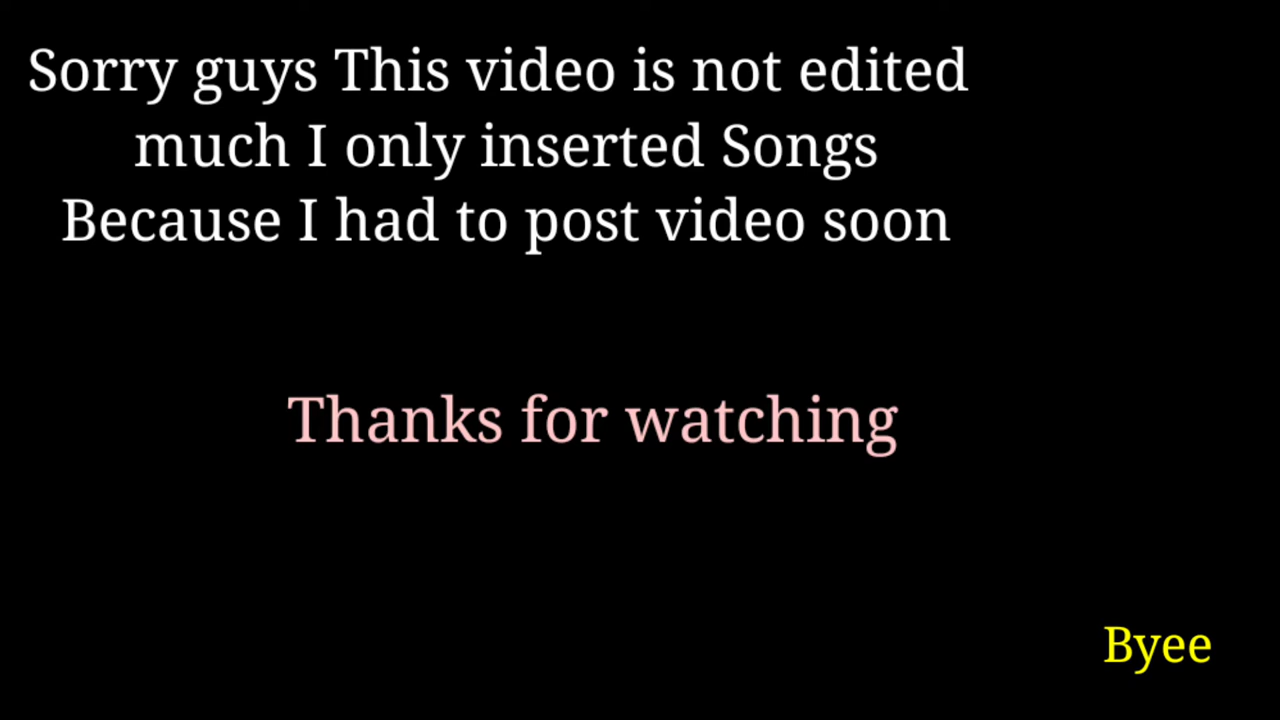 Sorry guys This video is not edited
much I only inserted Songs
Because I had to post video soon
Thanks for watching
Byee